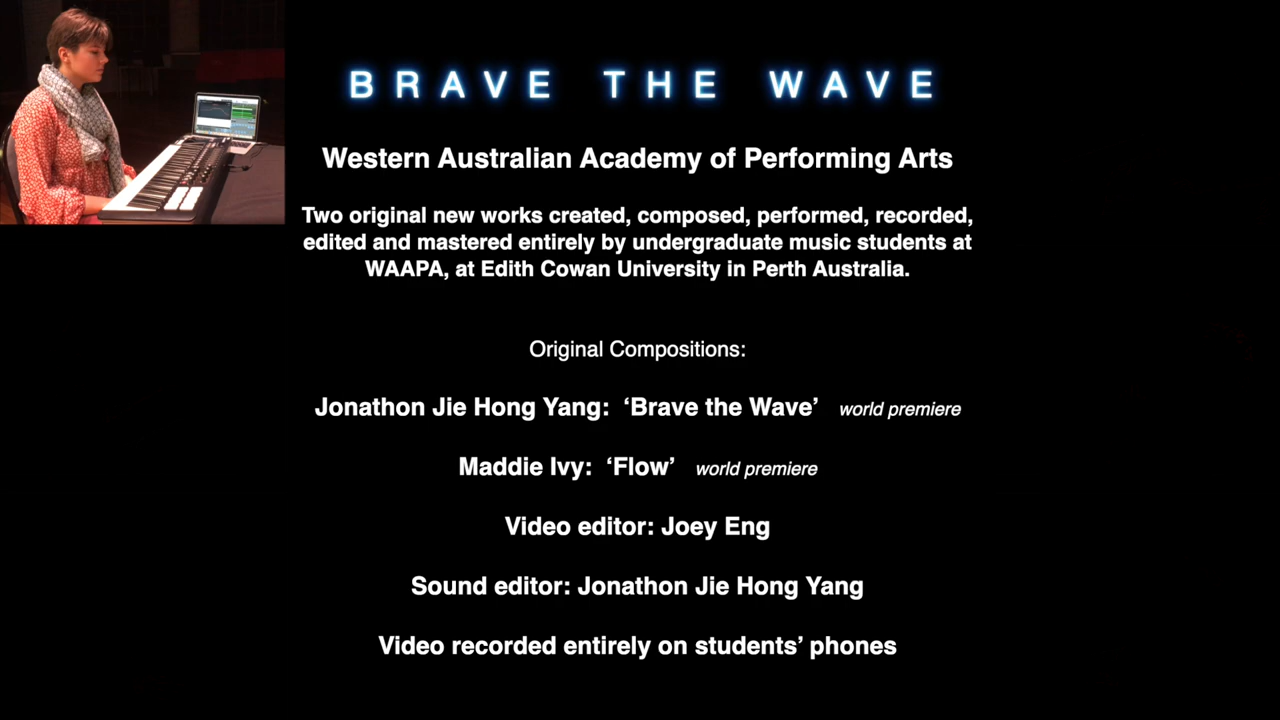 BRAVE THE WAVE
Western Australian Academy of Performing Arts
Two original new works created, composed, performed, recorded,
edited and mastered entirely by undergraduate music students at
WAAPA, at Edith Cowan University in Perth Australia.
Original Compositions:
Jonathon Jie Hong Yang: ‘Brave the Wave’ world premiere
Maddie Ivy: ‘Flow’ world premiere
Video editor: Joey Eng
Sound editor: Jonathon Jie Hong Yang
Video recorded entirely on students’ phones